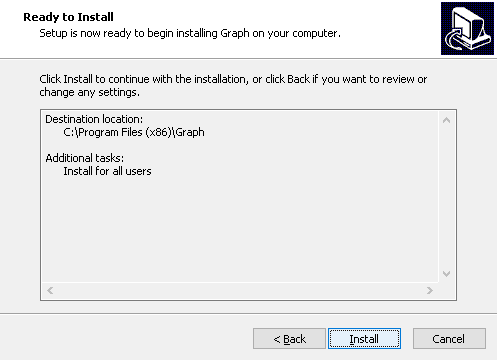 Ready to Install
Setup is now ready to begin installing Graph on your computer.
Click Install to continue with the installation, or click Back if you want to review or
change any settings.
Destination location:
C:\Program Files (x86)\Graph
Additional tasks:
Install for all users
< Back
Install
Cancel